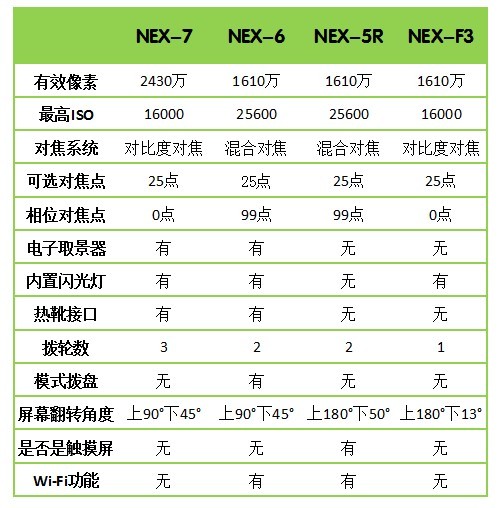 NEX–7 NEX–6 NEX–5R NEX–F3
有效像素 2430万 1610万 1610万 1610万
最高ISO 16000 25600 25600 16000
对焦系统 对比度对焦 混合对焦 混合对焦 对比度对焦
可选对焦点 25点 25点 25点 25点
相位对焦点 0点 99点 99点 0点
电子取景器 有 有 无 无
内置闪光灯 有 有 无 有
热靴接口 有 有 无 无
拨轮数 3 2 2 1
模式拨盘 无 有 无 无
屏幕翻转角度 上90°下45° 上90°下45° 上180°下50° 上180°下13°
是否是触摸屏 无 无 有 无
Wi-Fi功能 无 有 有 无